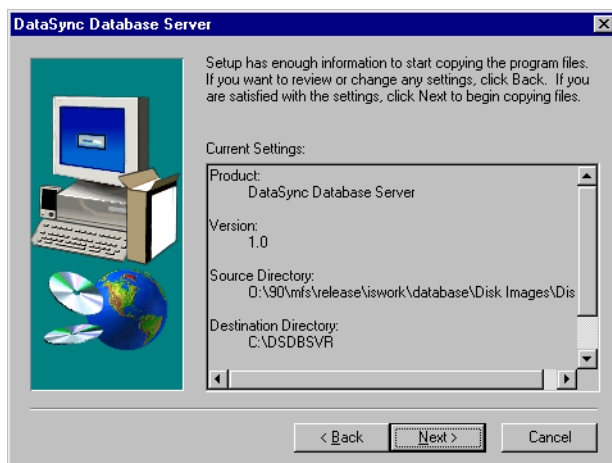 DataSync Database Server
Setup has enough information to start copying the program files.
If you want to review or change any settings, click Back. If you
are satisfied with the settings, click Next to begin copying files.
Current Settings:
Product:
DataSync Database Server
Version:
1.0
Source Directory:
O:\90\mfs\release\iswork\database\Disk Images\Dis
Destination Directory:
C:\DSDBSVR
< Back
Next >
Cancel